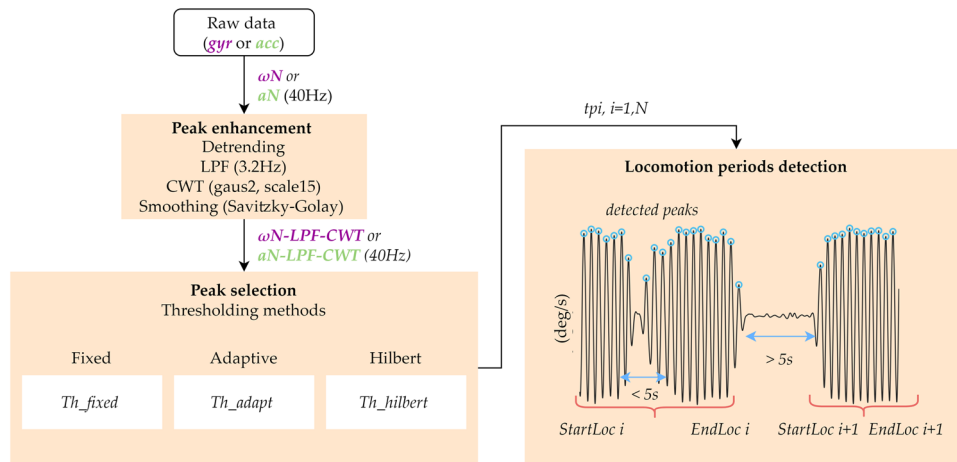 Raw data
(gyr or acc)
ωN or
aN (40Hz)
Peak enhancement
Detrending
LPF (3.2Hz)
CWT (gaus2, scale15)
Smoothing (Savitzky-Golay)
ωN-LPF-CWT or
aN-LPF-CWT (40Hz)
Peak selection
Thresholding methods
Fixed
Adaptive
Hilbert
Th_fixed
Th_adapt
Th_hilbert
tpi, i=1,N
Locomotion periods detection
detected peaks
(deg/s)
> 5s
< 5s
StartLoc i
EndLoc i
StartLoc i+1
EndLoc i+1